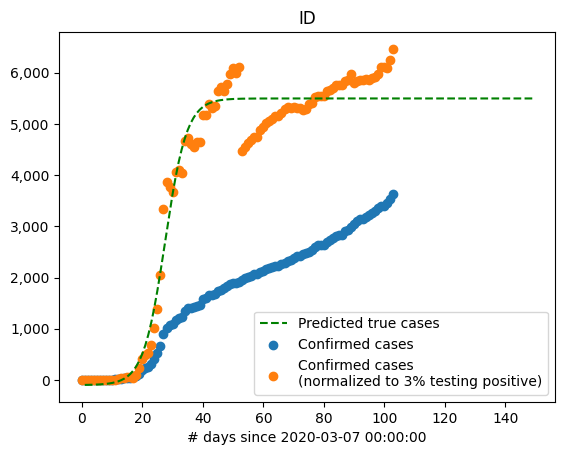 ID
6,000
5,000
4,000
3,000
2,000
1,000
0
Predicted true cases
Confirmed cases
Confirmed cases
(normalized to 3% testing positive)
0 20 40 60 80 100 120 140
# days since 2020-03-07 00:00:00